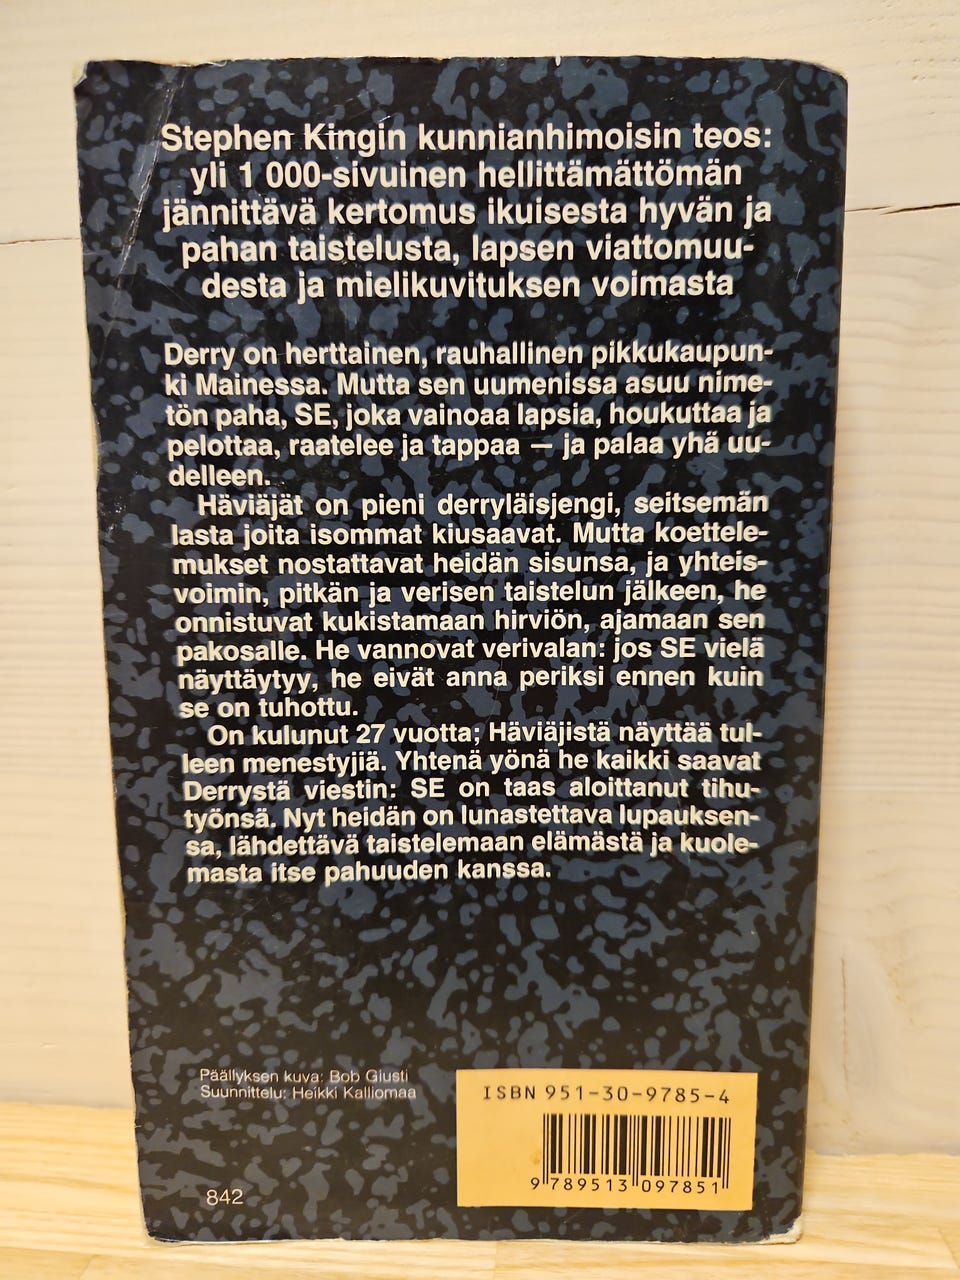 Stephen Kingin kunnianhimoisin teos:
yli 1 000-sivuinen hellittämättömän
jännittävä kertomus ikuisesta hyvän ja
pahan taistelusta, lapsen viattomuu-
desta ja mielikuvituksen voimasta
Derry on herttainen, rauhallinen pikkukaupun-
ki Mainessa. Mutta sen uumenissa asuu nime-
tön paha, SE, joka vainoaa lapsia, houkuttaa ja
pelottaa, raatelee ja tappaa — ja palaa yhä uu-
delleen.
Häviäjät on pieni derryläisjengi, seitsemän
lasta joita isommat kiusaavat. Mutta koettele-
mukset nostattavat heidän sisunsa, ja yhteis-
voimin, pitkän ja verisen taistelun jälkeen, he
onnistuvat kukistamaan hirviön, ajamaan sen
pakosalle. He vannovat verivalan: jos SE vielä
näyttäytyy, he eivät anna periksi ennen kuin
se on tuhottu.
On kulunut 27 vuotta; Häviäjistä näyttää tul-
leen menestyjiä. Yhtenä yönä he kaikki saavat
Derrystä viestin: SE on taas aloittanut tihu-
työnsä. Nyt heidän on lunastettava lupauksen-
sa, lähdettävä taistelemaan elämästä ja kuole-
masta itse pahuuden kanssa.
Päällyksen kuva: Bob Giusti
Suunnittelu: Heikki Kalliomaa
ISBN 951-30-9785-4
9 789513 097851
842